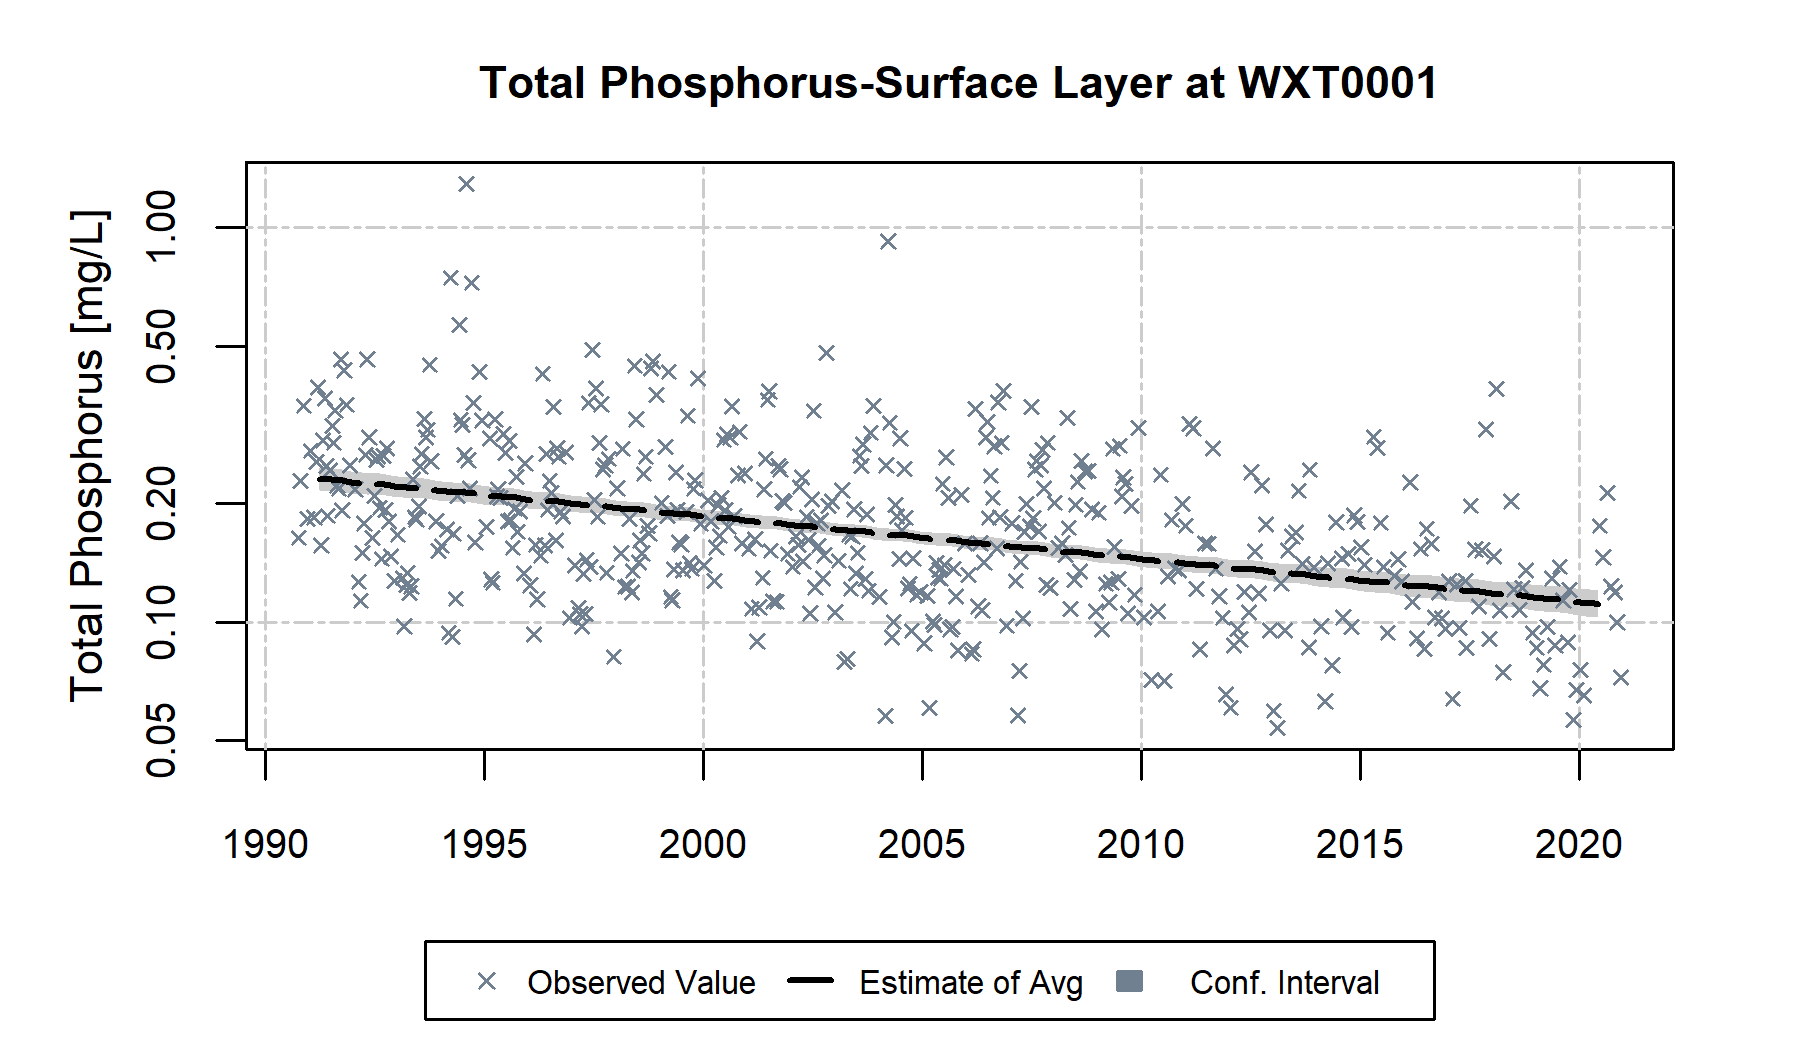 Total Phosphorus-Surface Layer at WXT0001
Total Phosphorus [mg/L]
1.00
0.50
0.20
0.10
0.05
1990 1995 2000 2005 2010 2015 2020
Observed Value Estimate of Avg Conf. Interval